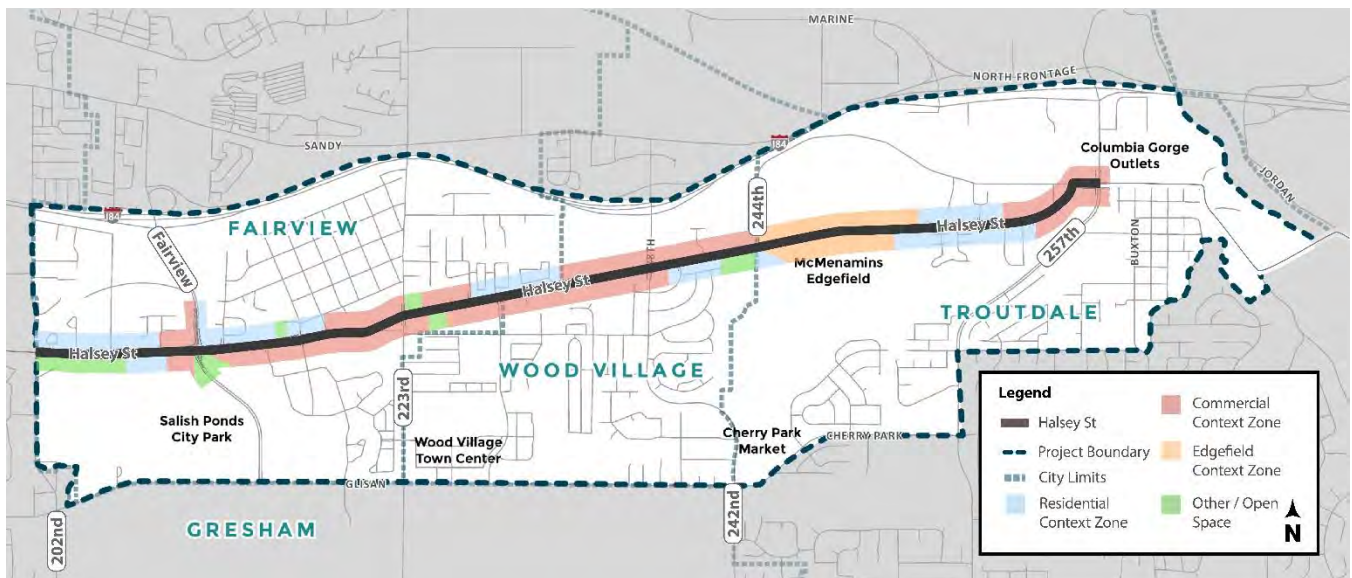 MARINE
NORTH FRONTAGE
SANDY
I84
Columbia Gorge
Outlets
JORDAN
244th
I84
Fairview
FAIRVIEW
Halsey St
257th
BUXTON
Halsey St
McMenamins
Edgefield
TROUTDALE
Halsey St
WOOD VILLAGE
223rd
Salish Ponds
City Park
Wood Village
Town Center
Cherry Park
Market
CHERRY PARK
GLISAN
GRESHAM
202nd
242nd
Legend
Halsey St
Project Boundary
City Limits
Residential
Context Zone
Commercial
Context Zone
Edgefield
Context Zone
Other / Open
Space
N